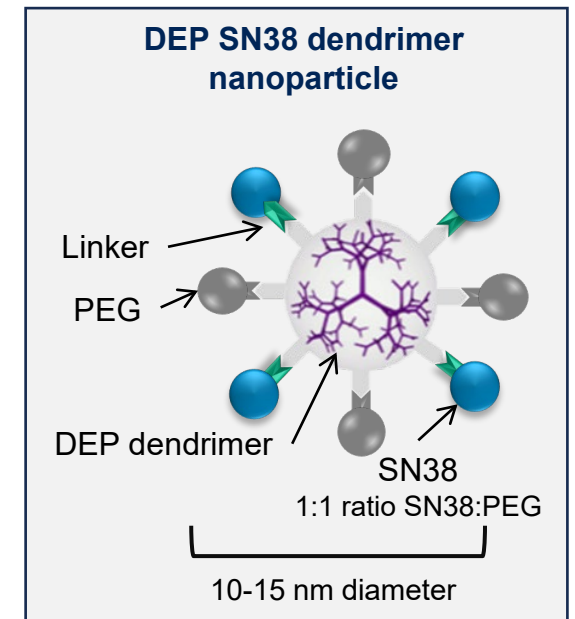 DEP SN38 dendrimer
nanoparticle
Linker
PEG
DEP dendrimer
SN38
1:1 ratio SN38:PEG
10-15 nm diameter